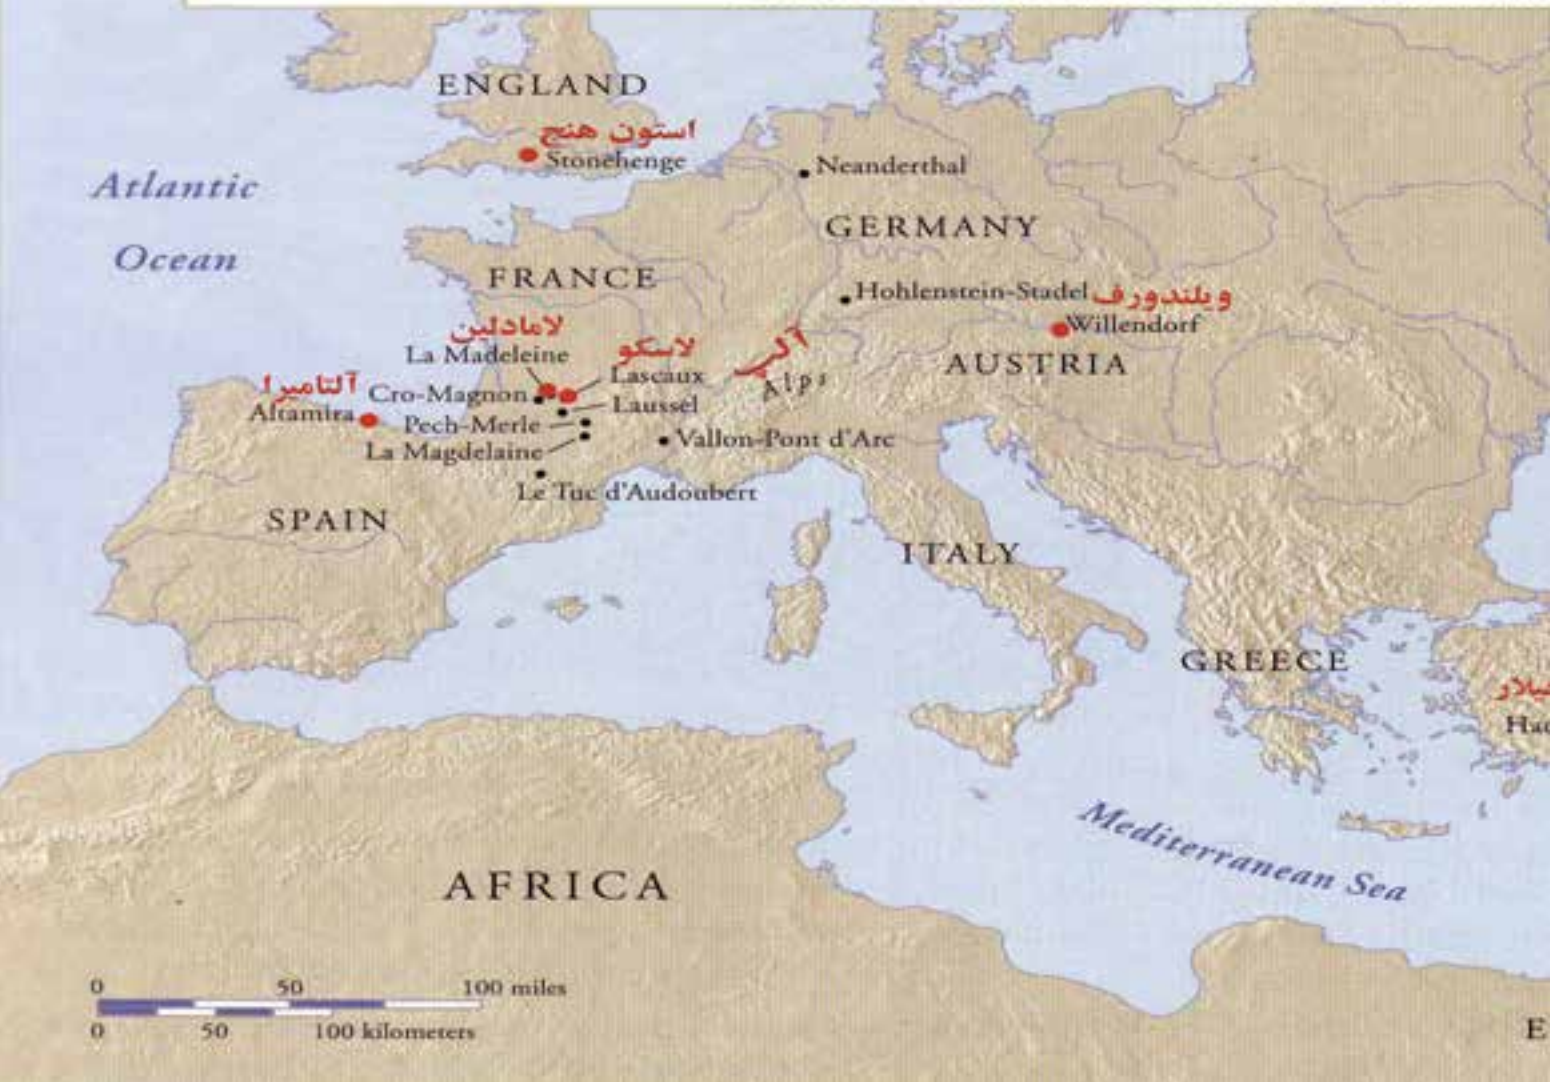 ENGLAND
استون هنج
Stonehenge
Neanderthal
Atlantic
Ocean
GERMANY
FRANCE
Hohlenstein-Stadel
ویلندورف
Willendorf
لامادلین
La Madeleine
لاسکو
Lascaux
آلپ
Alps
AUSTRIA
آلتامیرا
Altamira
Cro-Magnon
Laussel
Pech-Merle
La Magdelaine
Vallon-Pont d'Arc
Le Tuc d'Audoubert
SPAIN
ITALY
GREECE
Mediterranean Sea
AFRICA
0 50 100 miles
0 50 100 kilometers